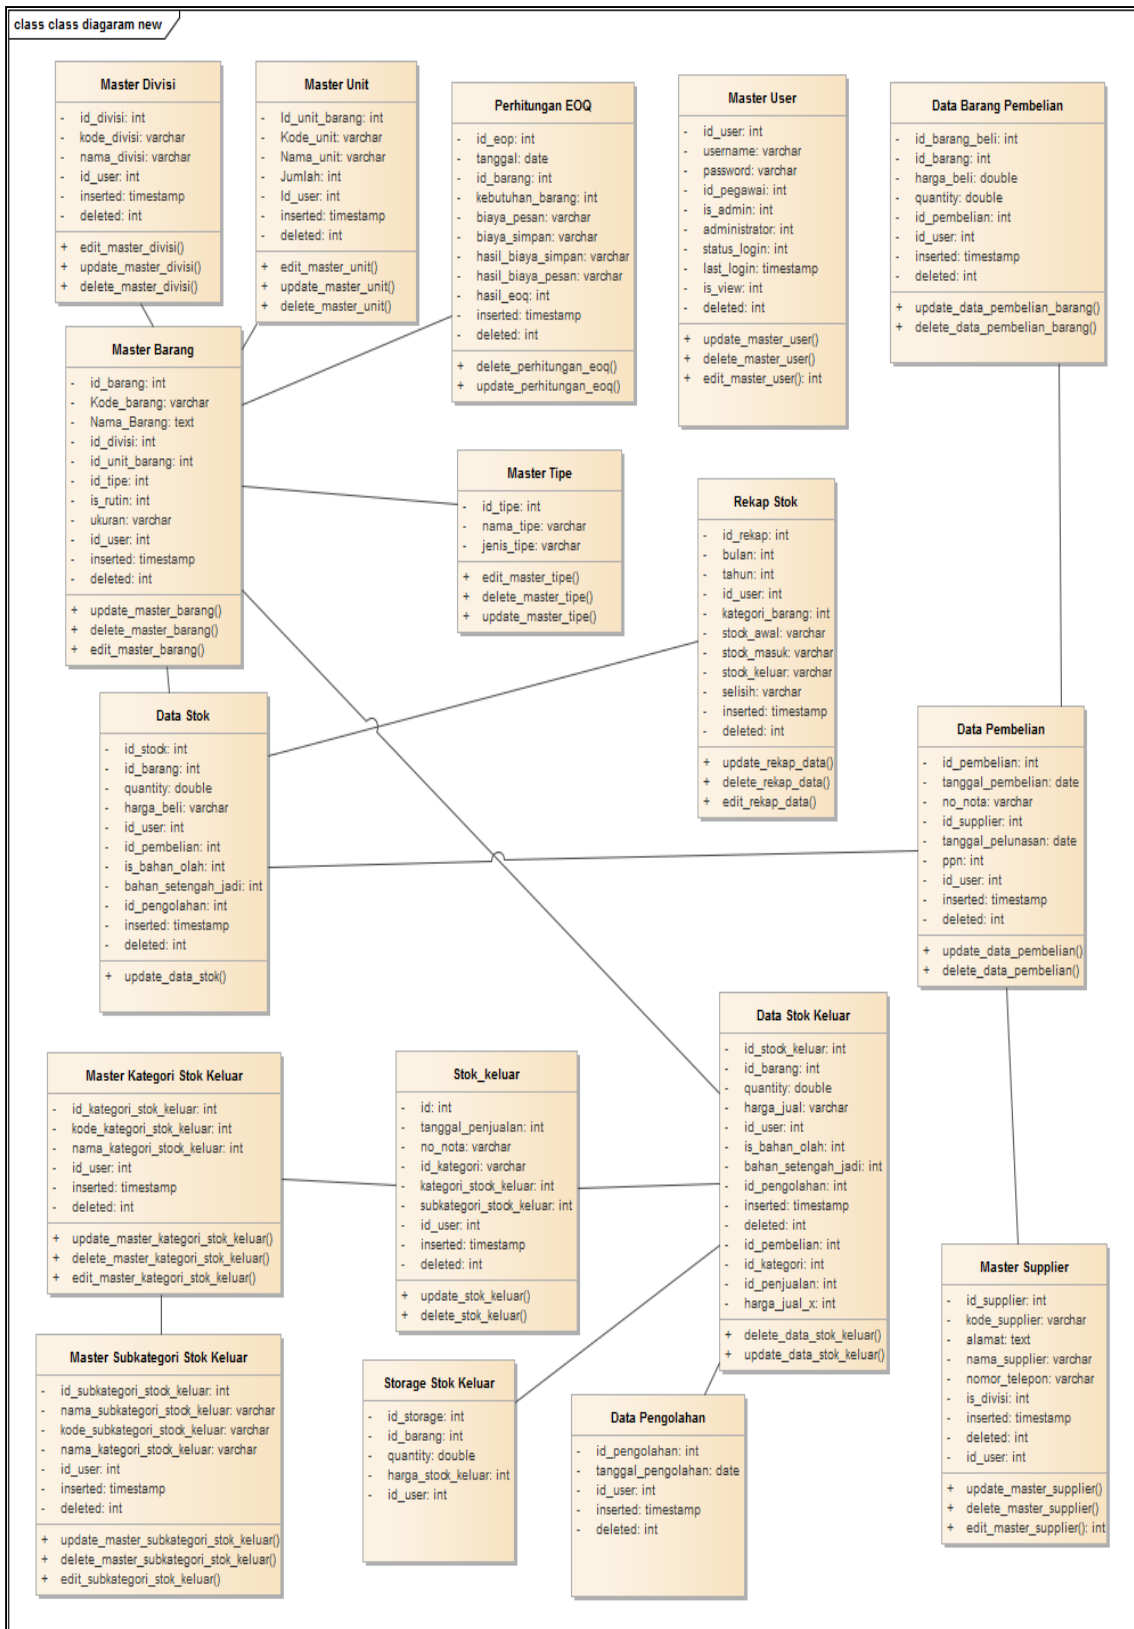 class class diagaram new
Master Divisi
- id_divisi: int
- kode_divisi: varchar
- nama_divisi: varchar
- id_user: int
- inserted: timestamp
- deleted: int
+ edit_master_divisi()
+ update_master_divisi()
+ delete_master_divisi()
Master Unit
- Id_unit_barang: int
- Kode_unit: varchar
- Nama_unit: varchar
- Jumlah: int
- Id_user: int
- inserted: timestamp
- deleted: int
+ edit_master_unit()
+ update_master_unit()
+ delete_master_unit()
Perhitungan EOQ
- id_eop: int
- tanggal: date
- id_barang: int
- kebutuhan_barang: int
- biaya_pesan: varchar
- biaya_simpan: varchar
- hasil_biaya_simpan: varchar
- hasil_biaya_pesan: varchar
- hasil_eoq: int
- inserted: timestamp
- deleted: int
+ delete_perhitungan_eoq()
+ update_perhitungan_eoq()
Master User
- id_user: int
- username: varchar
- password: varchar
- id_pegawai: int
- is_admin: int
- administrator: int
- status_login: int
- last_login: timestamp
- is_view: int
- deleted: int
+ update_master_user()
+ delete_master_user()
+ edit_master_user(): int
Data Barang Pembelian
- id_barang_beli: int
- id_barang: int
- harga_beli: double
- quantity: double
- id_pembelian: int
- id_user: int
- inserted: timestamp
- deleted: int
+ update_data_pembelian_barang()
+ delete_data_pembelian_barang()
Master Barang
- id_barang: int
- Kode_barang: varchar
- Nama_Barang: text
- id_divisi: int
- id_unit_barang: int
- id_tipe: int
- is_rutin: int
- ukuran: varchar
- id_user: int
- inserted: timestamp
- deleted: int
+ update_master_barang()
+ delete_master_barang()
+ edit_master_barang()
Master Tipe
- id_tipe: int
- nama_tipe: varchar
- jenis_tipe: varchar
+ edit_master_tipe()
+ delete_master_tipe()
+ update_master_tipe()
Rekap Stok
- id_rekap: int
- bulan: int
- tahun: int
- id_user: int
- kategori_barang: int
- stock_awal: varchar
- stock_masuk: varchar
- stock_keluar: varchar
- selisih: varchar
- inserted: timestamp
- deleted: int
+ update_rekap_data()
+ delete_rekap_data()
+ edit_rekap_data()
Data Stok
- id_stock: int
- id_barang: int
- quantity: double
- harga_beli: varchar
- id_user: int
- id_pembelian: int
- is_bahan_olah: int
- bahan_setengah_jadi: int
- id_pengolahan: int
- inserted: timestamp
- deleted: int
+ update_data_stok()
Data Pembelian
- id_pembelian: int
- tanggal_pembelian: date
- no_nota: varchar
- id_supplier: int
- tanggal_pelunasan: date
- ppn: int
- id_user: int
- inserted: timestamp
- deleted: int
+ update_data_pembelian()
+ delete_data_pembelian()
Data Stok Keluar
- id_stock_keluar: int
- id_barang: int
- quantity: double
- harga_jual: varchar
- id_user: int
- is_bahan_olah: int
- bahan_setengah_jadi: int
- id_pengolahan: int
- inserted: timestamp
- deleted: int
- id_pembelian: int
- id_kategori: int
- id_penjualan: int
- harga_jual_x: int
+ delete_data_stok_keluar()
+ update_data_stok_keluar()
Master Kategori Stok Keluar
- id_kategori_stok_keluar: int
- kode_kategori_stok_keluar: int
- nama_kategori_stock_keluar: int
- id_user: int
- inserted: timestamp
- deleted: int
+ update_master_kategori_stok_keluar()
+ delete_master_kategori_stok_keluar()
+ edit_master_kategori_stok_keluar()
Stok_keluar
- id: int
- tanggal_penjualan: int
- no_nota: varchar
- id_kategori: varchar
- kategori_stock_keluar: int
- subkategori_stock_keluar: int
- id_user: int
- inserted: timestamp
- deleted: int
+ update_stok_keluar()
+ delete_stok_keluar()
Master Supplier
- id_supplier: int
- kode_supplier: varchar
- alamat: text
- nama_supplier: varchar
- nomor_telepon: varchar
- is_divisi: int
- inserted: timestamp
- deleted: int
- id_user: int
+ update_master_supplier()
+ delete_master_supplier()
+ edit_master_supplier(): int
Master Subkategori Stok Keluar
- id_subkategori_stock_keluar: int
- nama_subkategori_stock_keluar: varchar
- kode_subkategori_stock_keluar: varchar
- nama_kategori_stock_keluar: varchar
- id_user: int
- inserted: timestamp
- deleted: int
+ update_master_subkategori_stok_keluar()
+ delete_master_subkategori_stok_keluar()
+ edit_subkategori_stok_keluar()
Storage Stok Keluar
- id_storage: int
- id_barang: int
- quantity: double
- harga_stock_keluar: int
- id_user: int
Data Pengolahan
- id_pengolahan: int
- tanggal_pengolahan: date
- id_user: int
- inserted: timestamp
- deleted: int